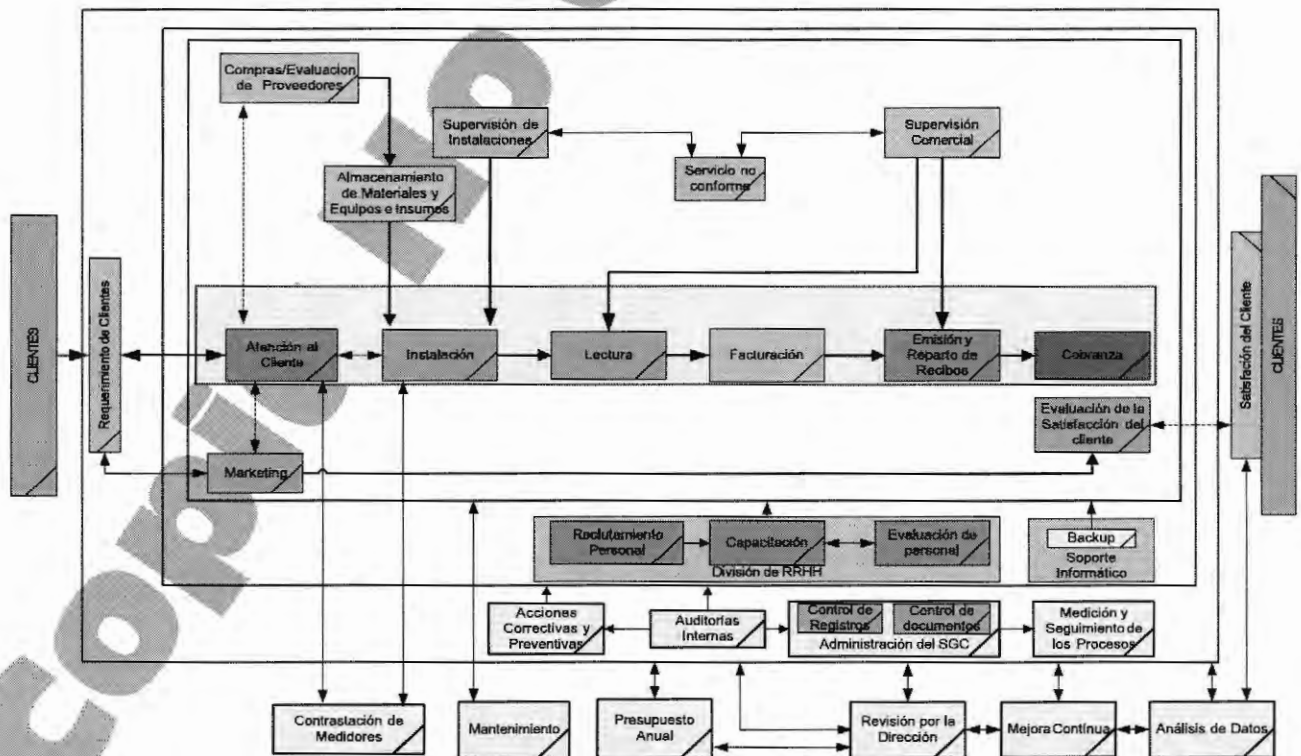 Compras/Evaluacion
de Proveedores
Supervisión de
Instalaciones
Supervisión
Comercial
Servicio no
conforme
Almacenamiento
de Materiales y
Equipos e Insumos
CLIENTES
Requerimiento de Clientes
Atención al
Cliente
Instalación
Lectura
Facturación
Emisión y
Reparto de
Recibos
Cobranza
Satisfacción del Cliente
CLIENTES
Evaluación de la
Satisfacción del
cliente
Marketing
Reclutamiento
Personal
Capacitación
Evaluación de
personal
División de RRHH
Backup
Soporte
Informático
Acciones
Correctivas y
Preventivas
Auditorías
Internas
Control de
Registros
Control de
documentos
Administración del SGC
Medición y
Seguimiento de
los Procesos
Contrastación de
Medidores
Mantenimiento
Presupuesto
Anual
Revisión por la
Dirección
Mejora Continua
Análisis de Datos